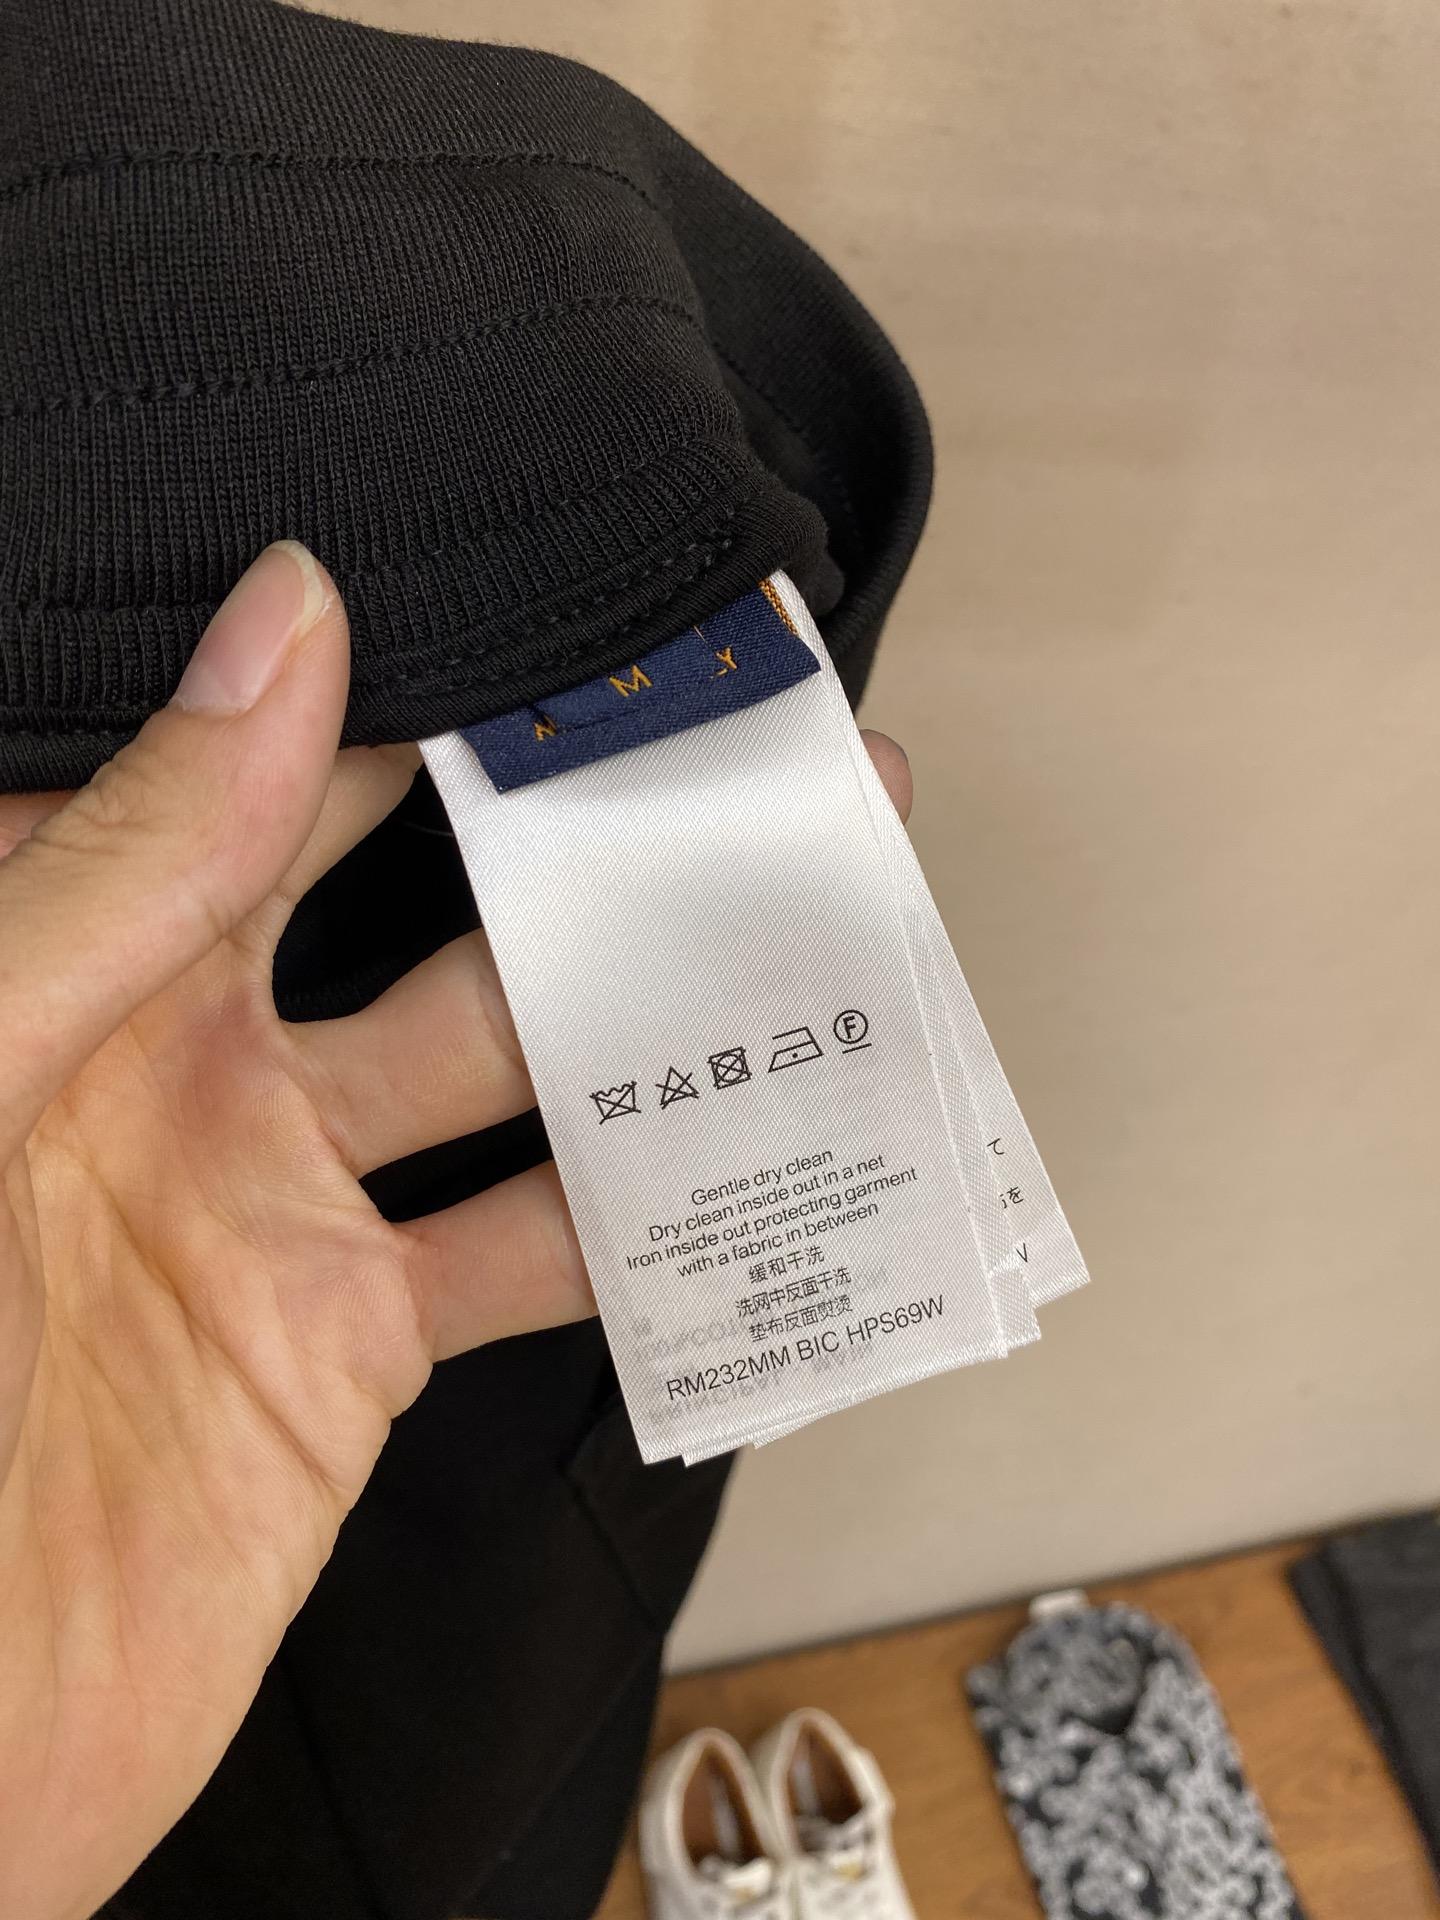 M
Y
F
Gentle dry clean
Dry clean inside out in a net
Iron inside out protecting garment
with a fabric in between
缓和干洗
洗网中反面干洗
垫布反面熨烫
RM232MM BIC HPS69W
て
を